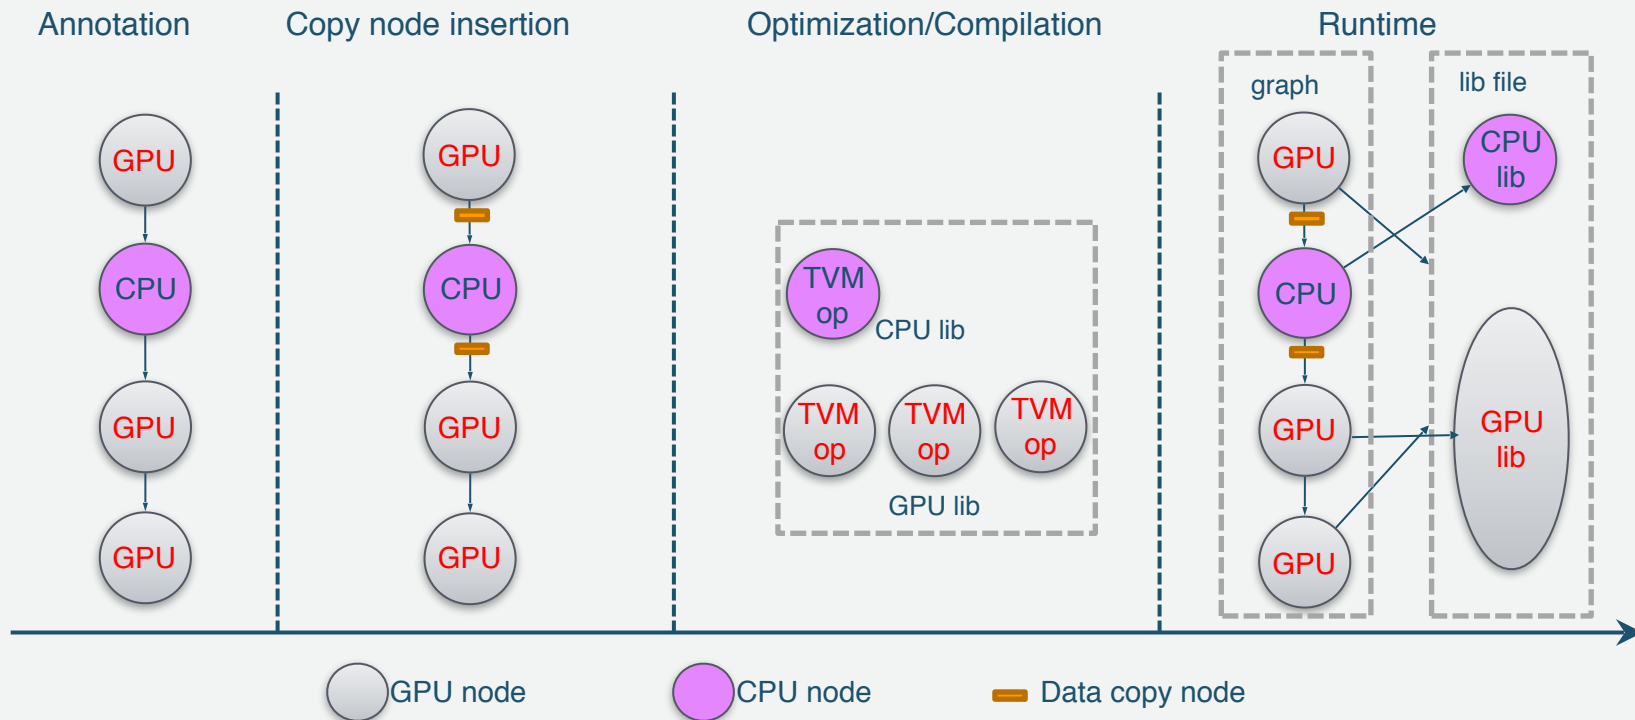 Annotation
Copy node insertion
Optimization/Compilation
Runtime
GPU
CPU
GPU
GPU
GPU
CPU
GPU
GPU
TVM
op
CPU lib
TVM
op
TVM
op
TVM
op
GPU lib
graph
GPU
CPU
GPU
GPU
lib file
CPU
lib
GPU
lib
GPU node
CPU node
Data copy node